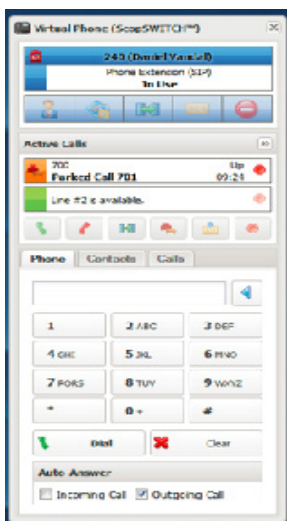 Virtual Phone (ScopSWITCH™)
240 (Daniel Vandall)
Phone Extension (SIP)
In Use
Active Calls
700 Up
Parked Call 701 09:24
Line #2 is available.
Phone Contacts Calls
1 2 ABC 3 DEF
4 GHI 5 JKL 6 MNO
7 PQRS 8 TUV 9 WXYZ
* 0 + #
Dial Clear
Auto Answer
Incoming Call Outgoing Call